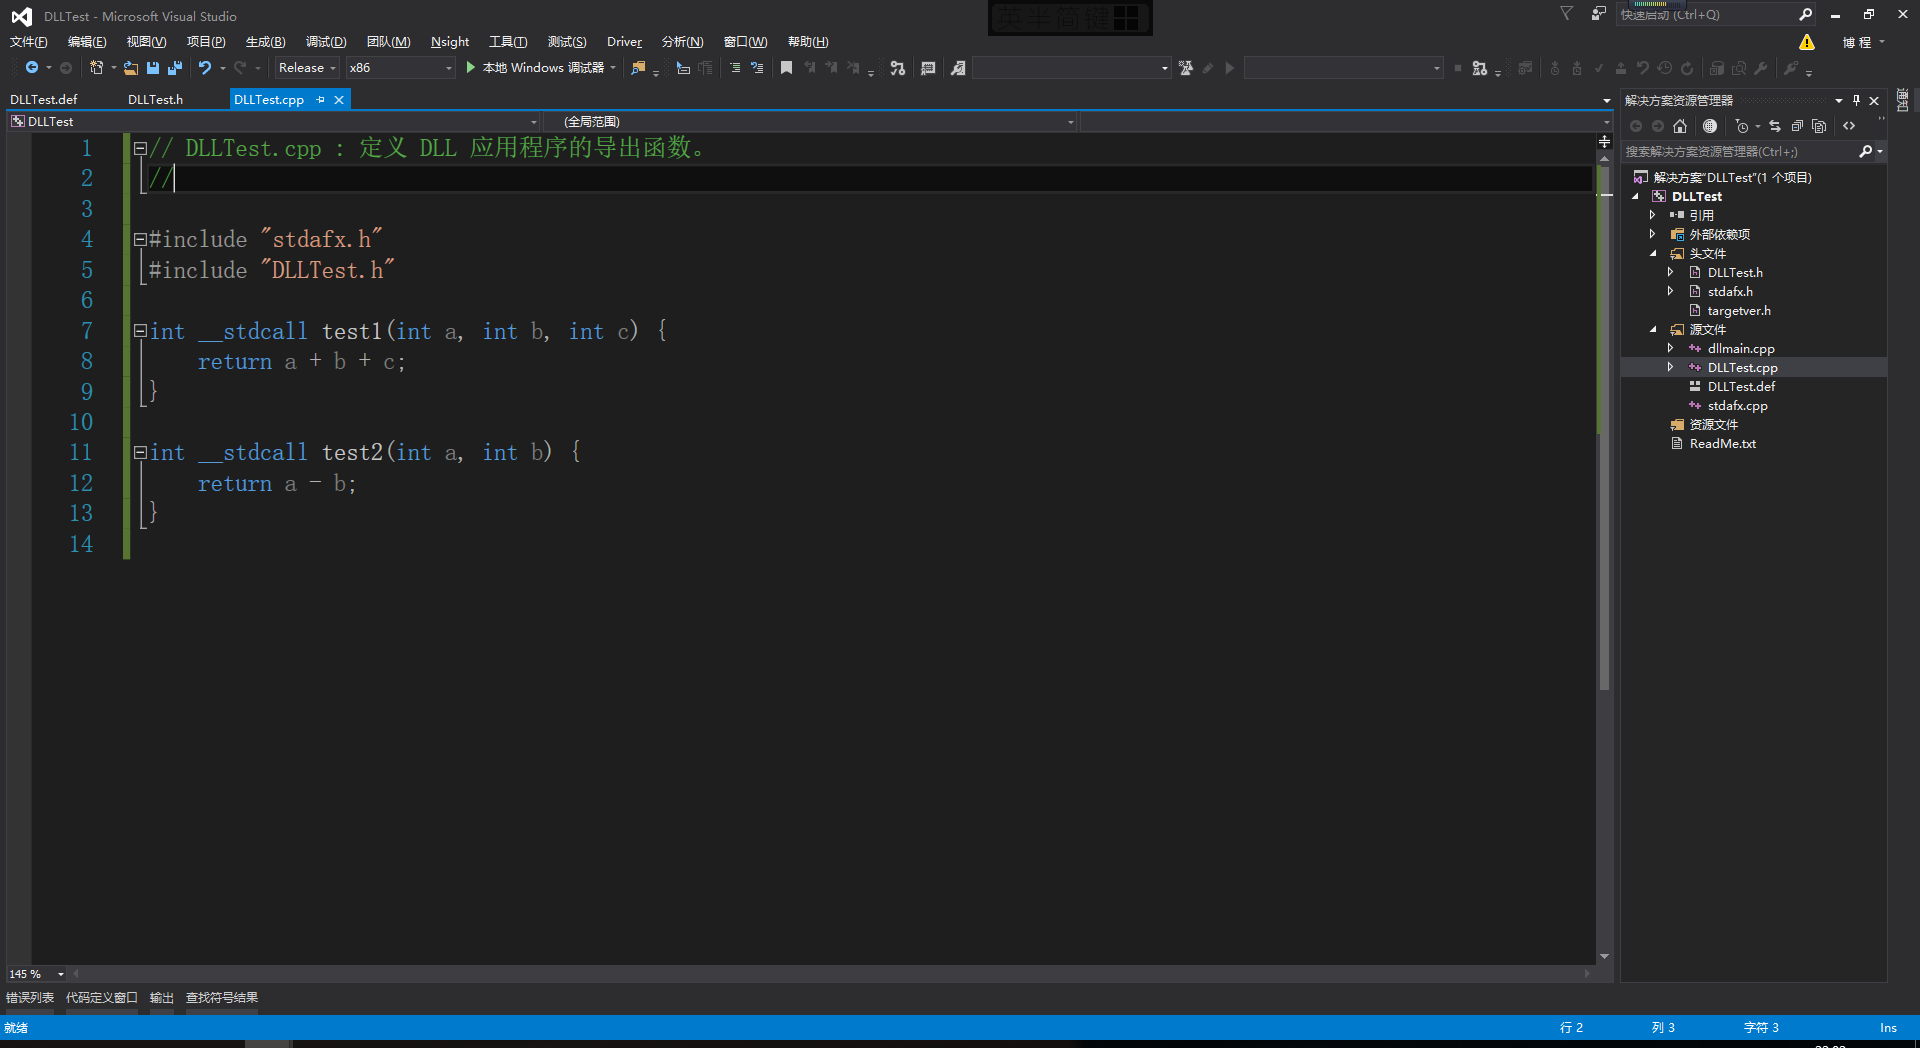 DLLTest - Microsoft Visual Studio
英半简键
快速启动 (Ctrl+Q)
文件(F) 编辑(E) 视图(V) 项目(P) 生成(B) 调试(D) 团队(M) Nsight 工具(T) 测试(S) Driver 分析(N) 窗口(W) 帮助(H)
博 程
Release x86 本地 Windows 调试器
DLLTest.def DLLTest.h DLLTest.cpp
DLLTest (全局范围)
1 // DLLTest.cpp : 定义 DLL 应用程序的导出函数。
2 //
3
4 #include "stdafx.h"
5 #include "DLLTest.h"
6
7 int __stdcall test1(int a, int b, int c) {
8 return a + b + c;
9 }
10
11 int __stdcall test2(int a, int b) {
12 return a - b;
13 }
14
145 %
错误列表 代码定义窗口 输出 查找符号结果
解决方案资源管理器
通知
搜索解决方案资源管理器(Ctrl+;)
解决方案"DLLTest"(1 个项目)
DLLTest
引用
外部依赖项
头文件
DLLTest.h
stdafx.h
targetver.h
源文件
dllmain.cpp
DLLTest.cpp
DLLTest.def
stdafx.cpp
资源文件
ReadMe.txt
就绪 行 2 列 3 字符 3 Ins